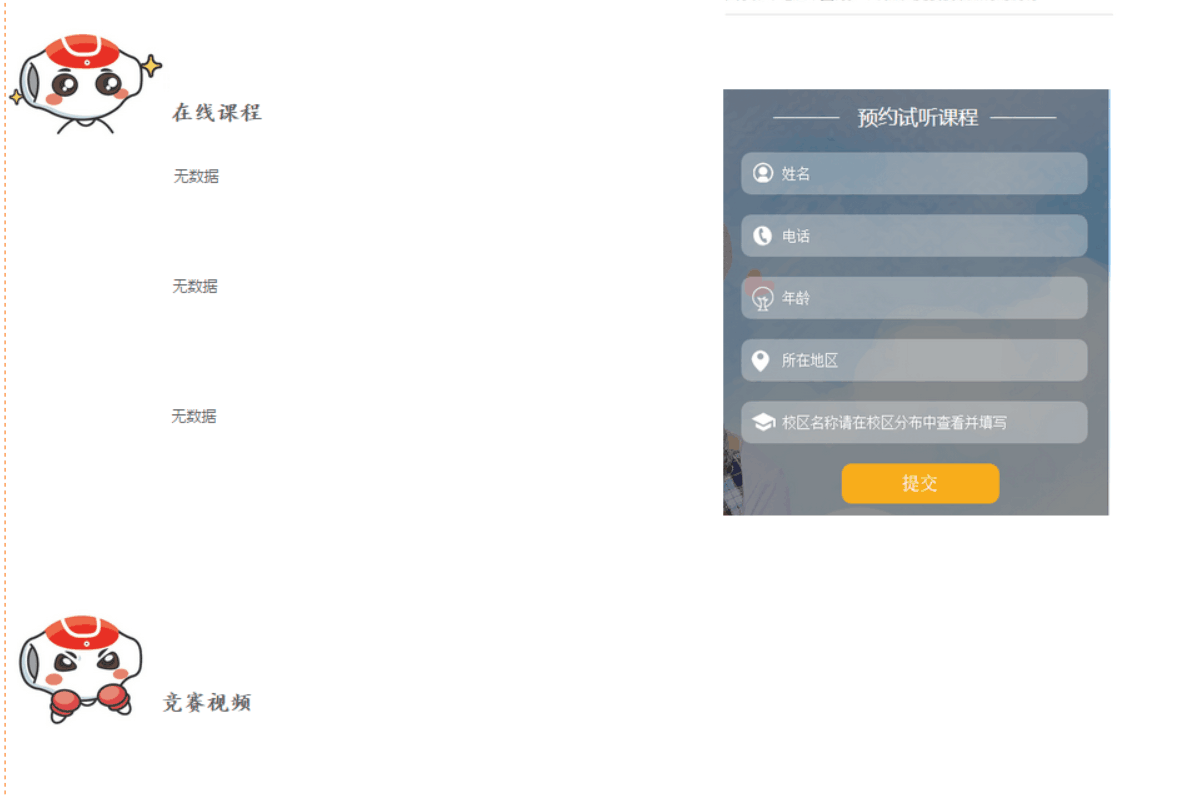 在线课程
无数据
无数据
无数据
预约试听课程
姓名
电话
年龄
所在地区
校区名称请在校区分布中查看并填写
提交
竞赛视频